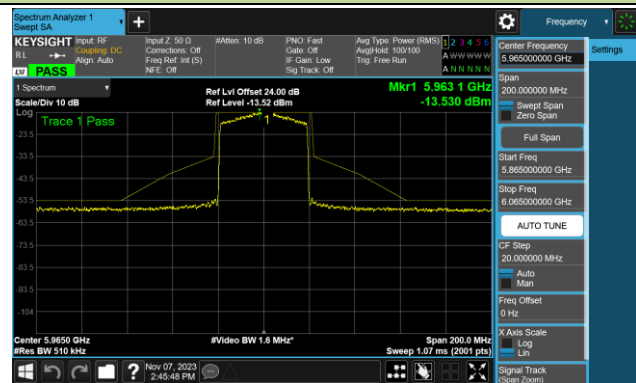 Spectrum Analyzer 1
Swept SA
Frequency
KEYSIGHT
Input: RF
Input Z: 50 Ω
#Atten: 10 dB
PNO: Fast
Avg Type: Power (RMS)
1 2 3 4 5 6
R L
Coupling: DC
Corrections: Off
Gate: Off
Avg|Hold: 100/100
A W W W W W
Align: Auto
Freq Ref: Int (S)
IF Gain: Low
Trig: Free Run
LXI
PASS
NFE: Off
Sig Track: Off
A N N N N N
Center Frequency
5.965000000 GHz
Settings
Span
200.000000 MHz
Swept Span
Zero Span
Full Span
Start Freq
5.865000000 GHz
Stop Freq
6.065000000 GHz
AUTO TUNE
CF Step
20.000000 MHz
Auto
Man
Freq Offset
0 Hz
X Axis Scale
Log
Lin
Signal Track
(Span Zoom)
1 Spectrum
Ref Lvl Offset 24.00 dB
Mkr1 5.963 1 GHz
Scale/Div 10 dB
Ref Level -13.52 dBm
-13.530 dBm
Log
Trace 1 Pass
1
-23.5
-33.5
-43.5
-53.5
-63.5
-73.5
-83.5
-93.5
-104
Center 5.9650 GHz
#Video BW 1.6 MHz*
Span 200.0 MHz
#Res BW 510 kHz
Sweep 1.07 ms (2001 pts)
?
Nov 07, 2023
2:45:48 PM